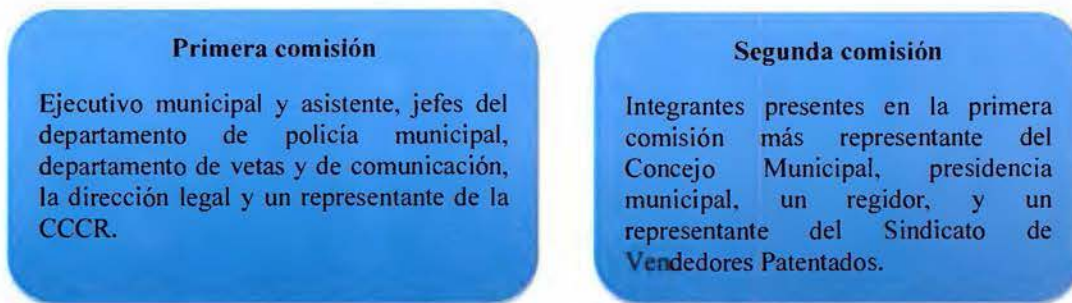 Primera comisión
Ejecutivo municipal y asistente, jefes del
departamento de policía municipal,
departamento de vetas y de comunicación,
la dirección legal y un representante de la
CCCR.
Segunda comisión
Integrantes presentes en la primera
comisión más representante del
Concejo Municipal, presidencia
municipal, un regidor, y un
representante del Sindicato de
Vendedores Patentados.